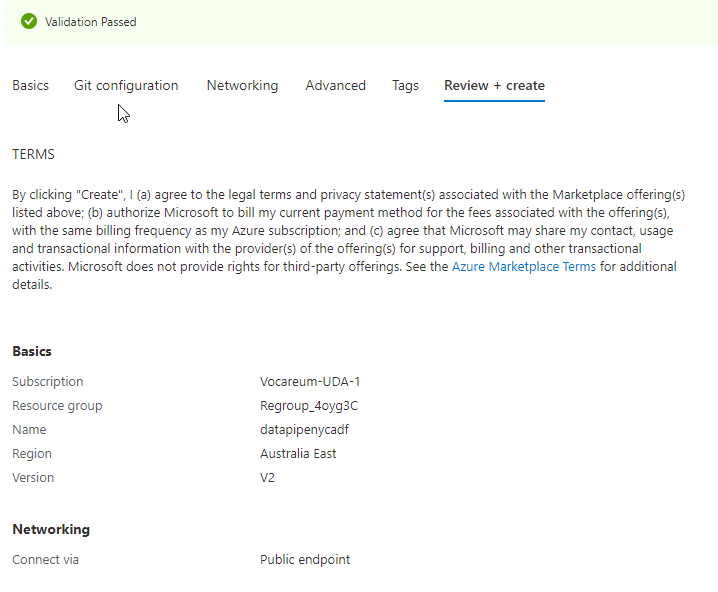 Validation Passed
Basics Git configuration Networking Advanced Tags Review + create
TERMS
By clicking "Create", I (a) agree to the legal terms and privacy statement(s) associated with the Marketplace offering(s)
listed above; (b) authorize Microsoft to bill my current payment method for the fees associated with the offering(s),
with the same billing frequency as my Azure subscription; and (c) agree that Microsoft may share my contact, usage
and transactional information with the provider(s) of the offering(s) for support, billing and other transactional
activities. Microsoft does not provide rights for third-party offerings. See the Azure Marketplace Terms for additional
details.
Basics
Subscription Vocareum-UDA-1
Resource group Regroup_4oyg3C
Name datapipenycadf
Region Australia East
Version V2
Networking
Connect via Public endpoint